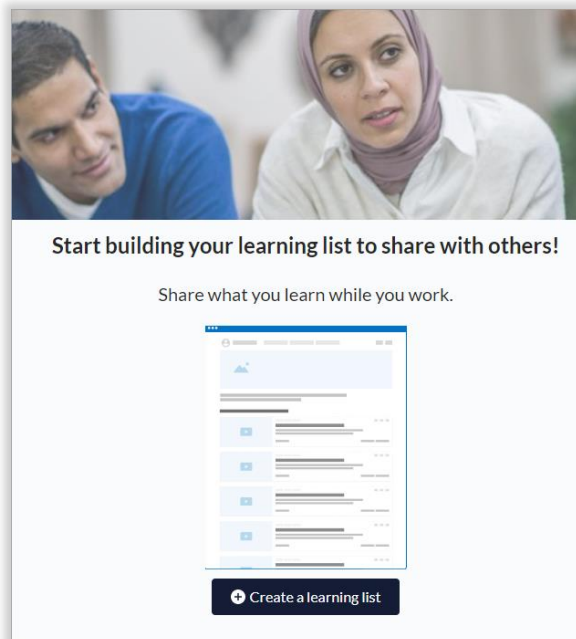 Start building your learning list to share with others!
Share what you learn while you work.
Create a learning list